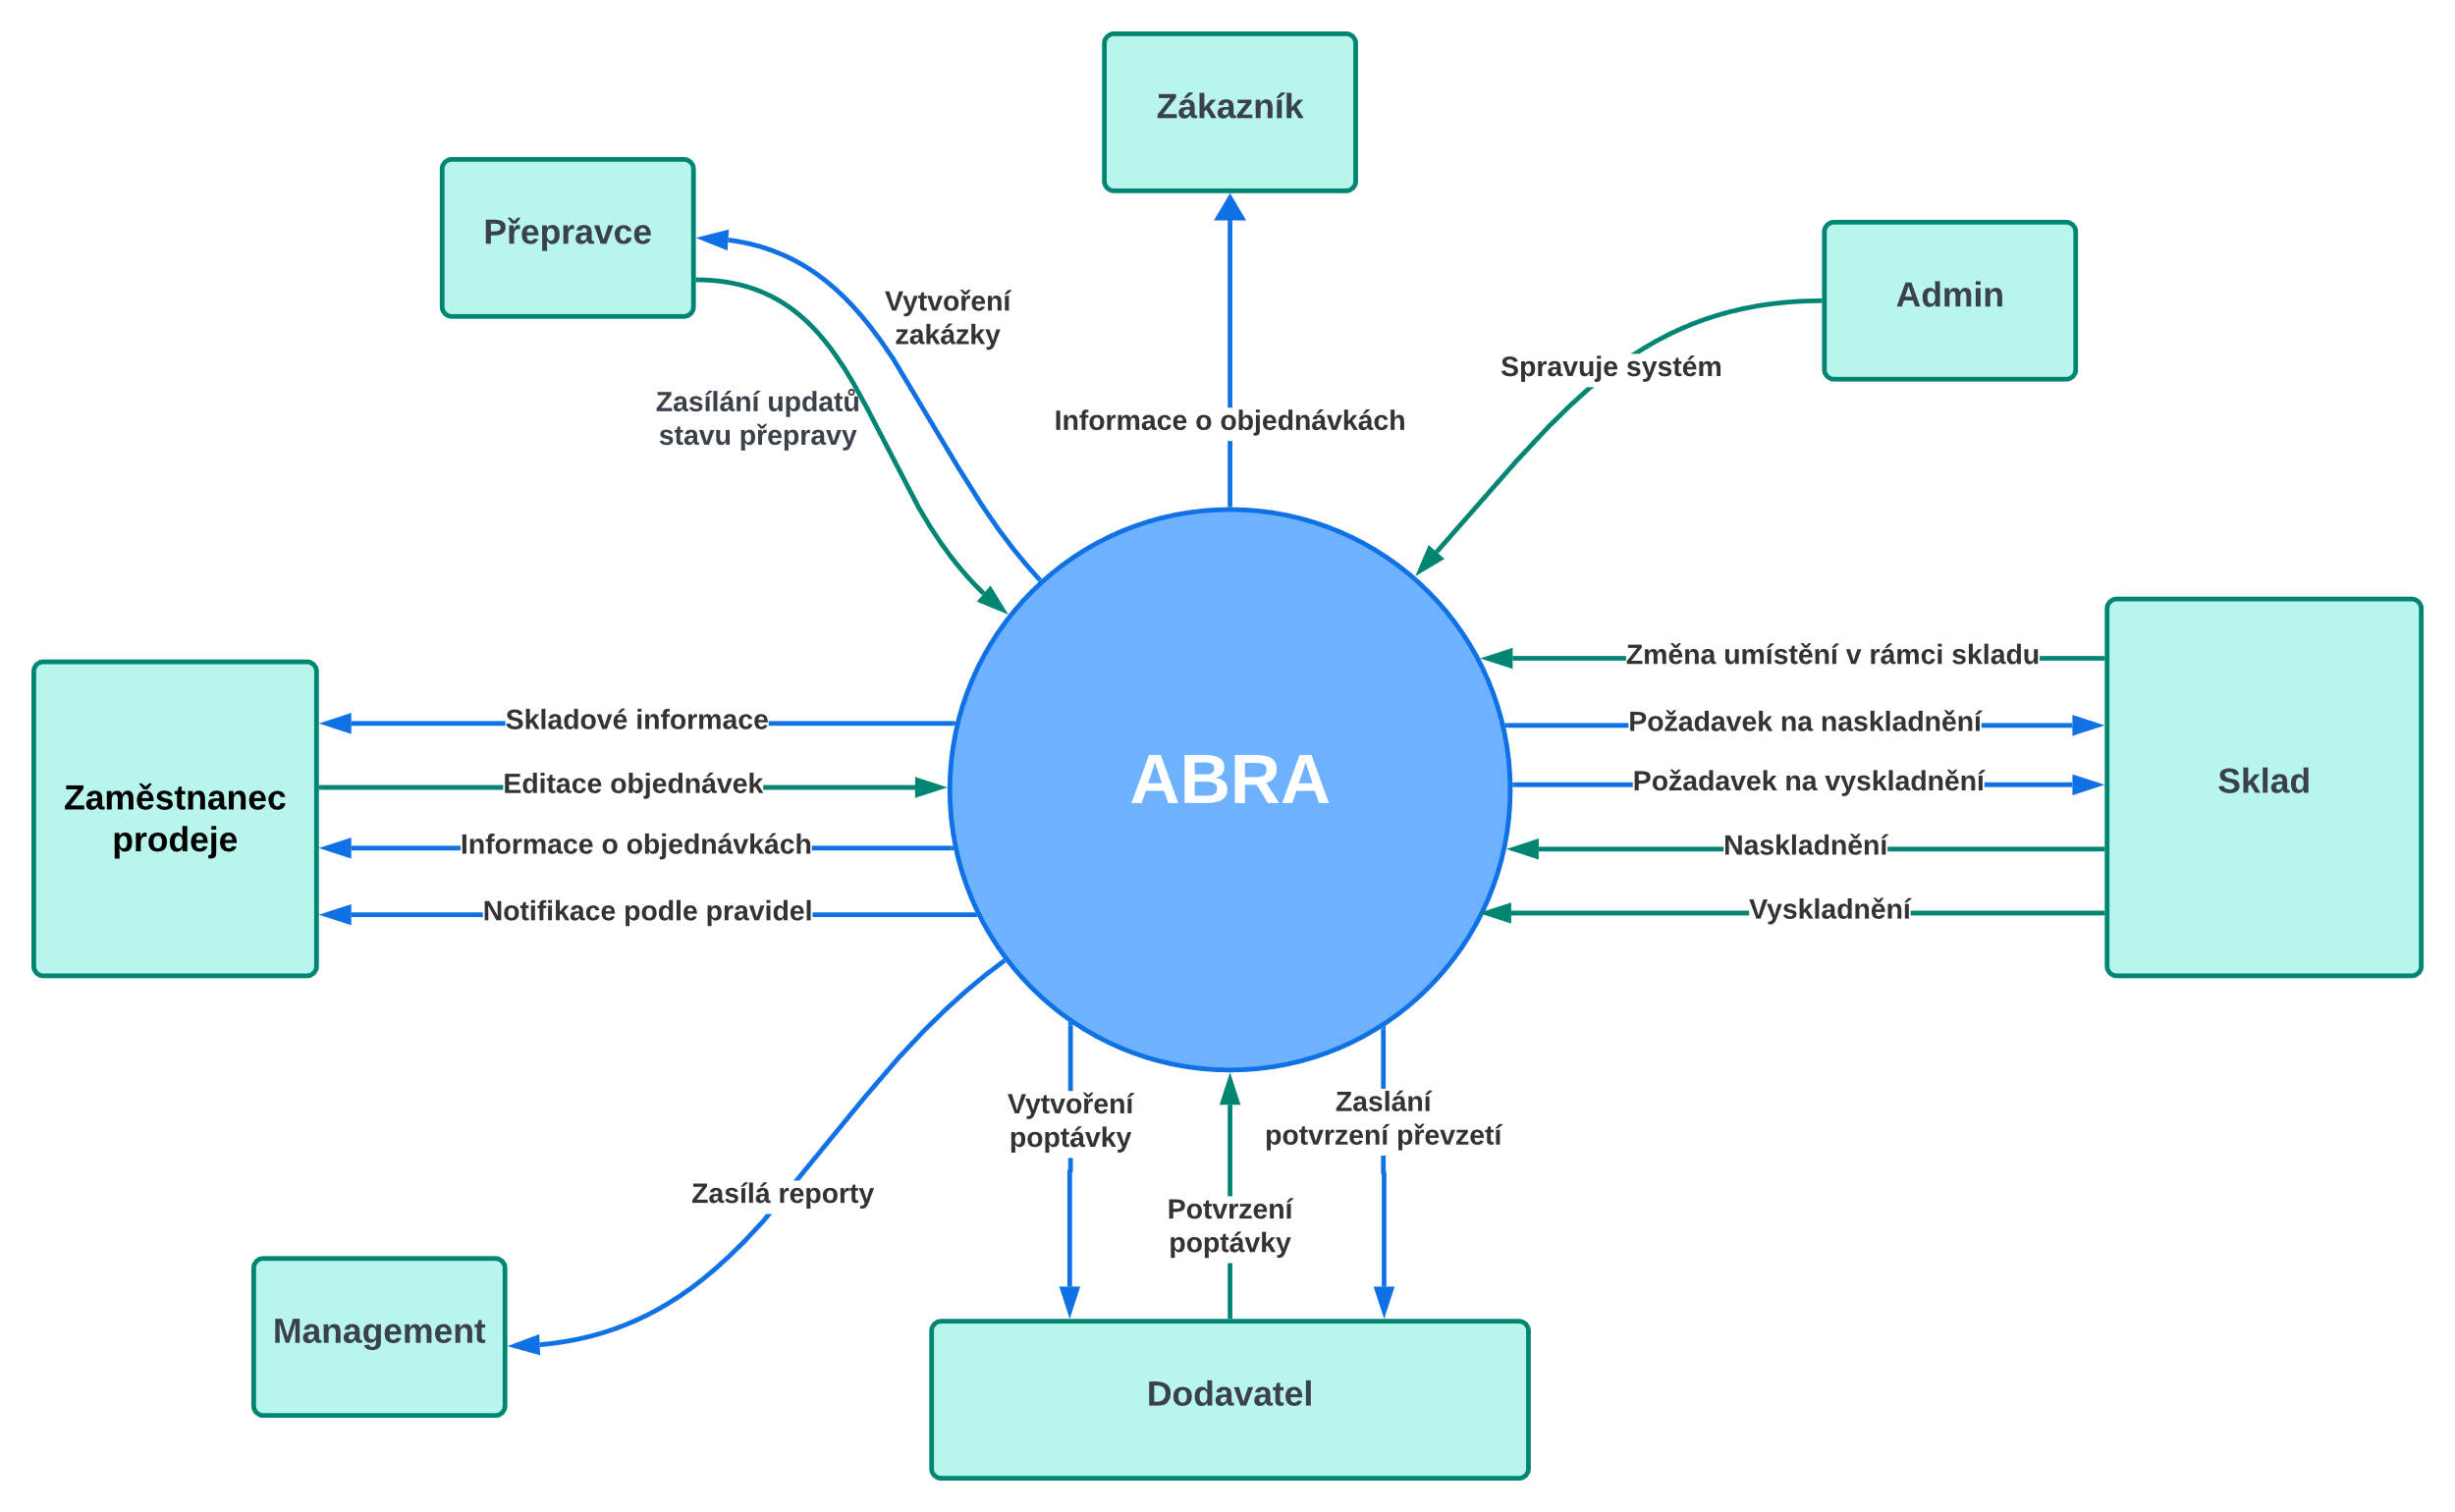 Zákazník
Přepravce
Admin
Vytvoření
zakázky
Spravuje systém
Zasílání updatů
stavu přepravy
Informace o objednávkách
Změna umístění v rámci skladu
Skladové informace
Požadavek na naskladnění
Editace objednávek
ABRA
Požadavek na vyskladnění
Sklad
Zaměstnanec
prodeje
Informace o objednávkách
Naskladnění
Notifikace podle pravidel
Vyskladnění
Vytvoření
poptávky
Zaslání
potvrzení převzetí
Zasílá reporty
Potvrzení
poptávky
Management
Dodavatel